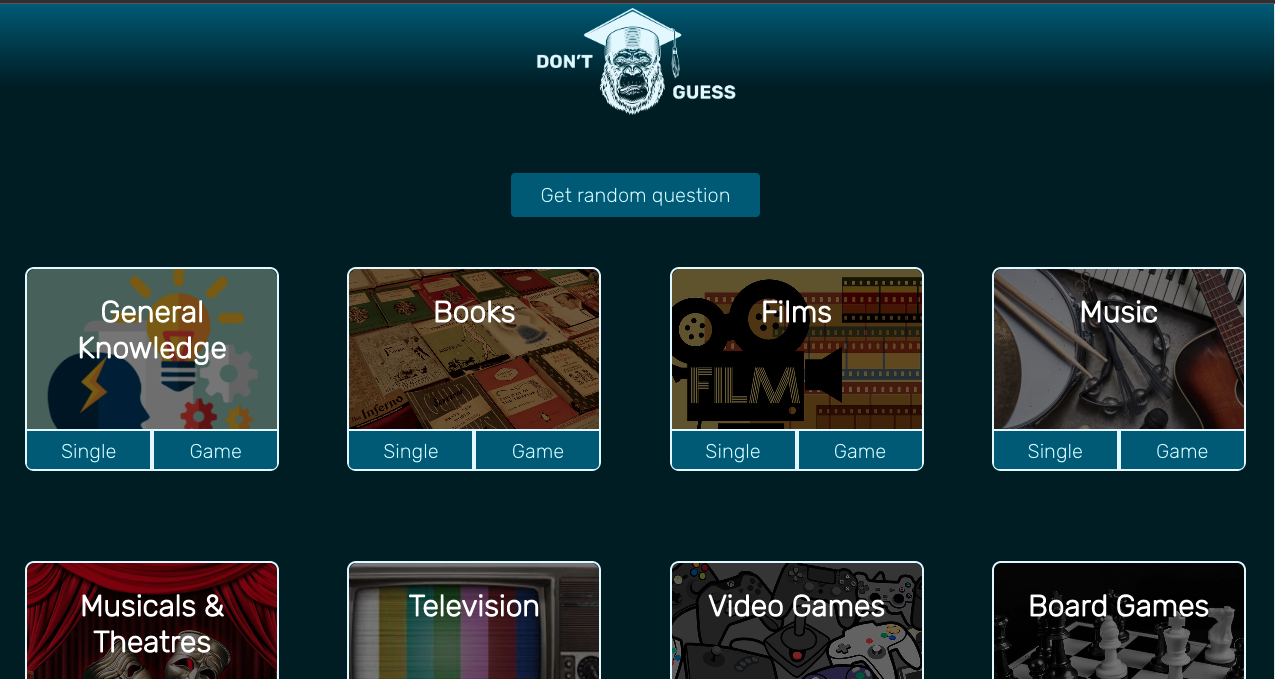 DON'T
GUESS
Get random question
General
Knowledge
Books
Films
Music
FILM
Inferno
Single
Game
Single
Game
Single
Game
Single
Game
Musicals &
Theatres
Television
Video Games
Board Games